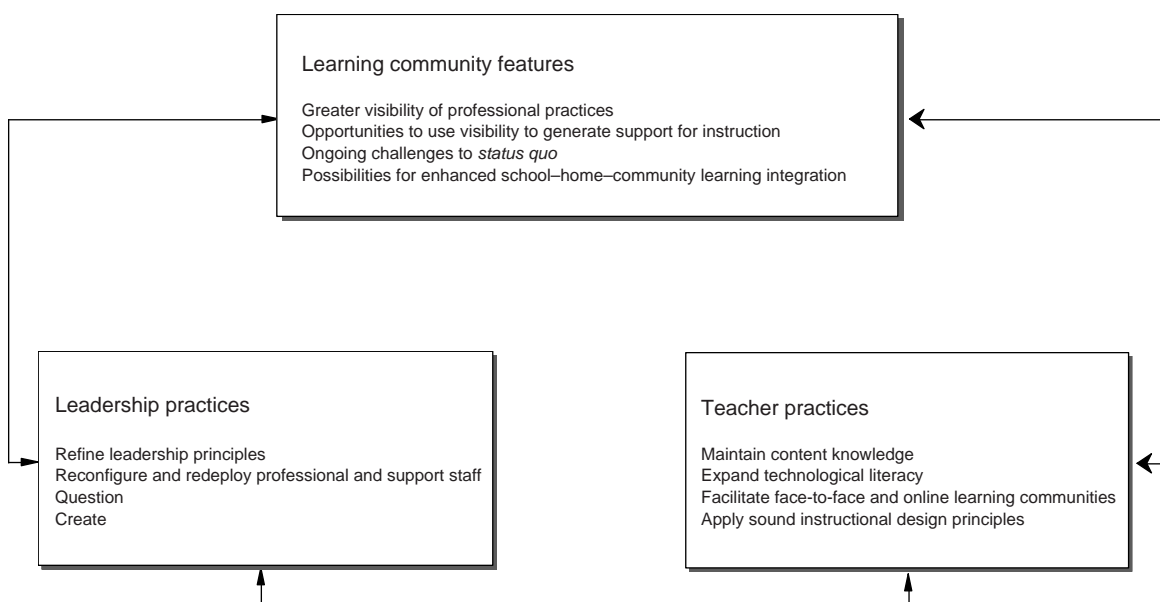 Learning community features
Greater visibility of professional practices
Opportunities to use visibility to generate support for instruction
Ongoing challenges to status quo
Possibilities for enhanced school–home–community learning integration
Leadership practices
Refine leadership principles
Reconfigure and redeploy professional and support staff
Question
Create
Teacher practices
Maintain content knowledge
Expand technological literacy
Facilitate face-to-face and online learning communities
Apply sound instructional design principles